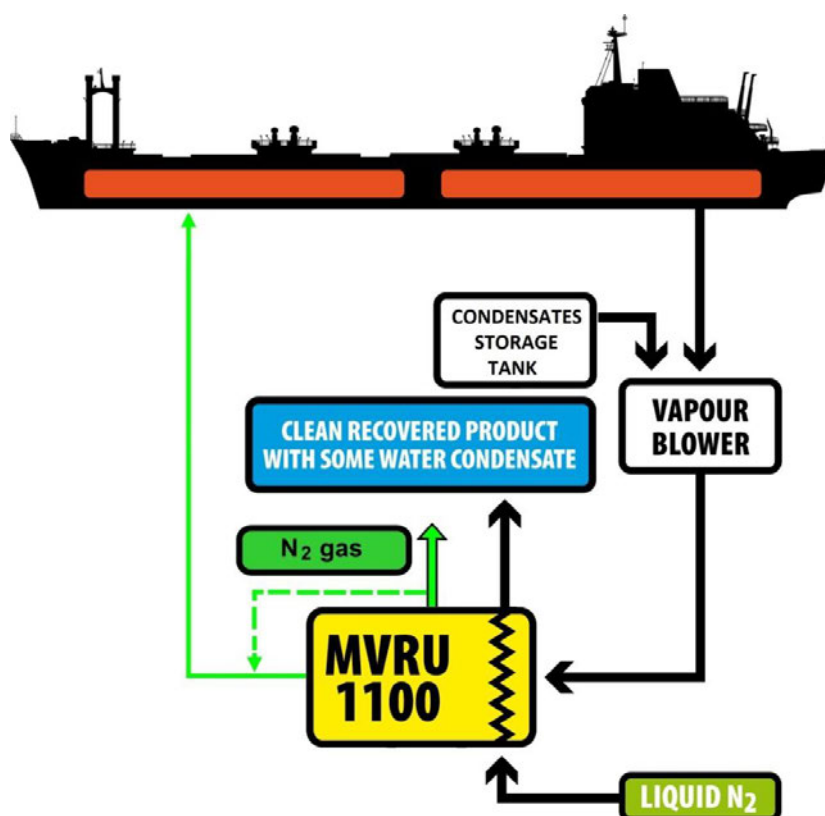 CONDENSATES
STORAGE
TANK
VAPOUR
BLOWER
CLEAN RECOVERED PRODUCT
WITH SOME WATER CONDENSATE
N₂ gas
MVRU
1100
LIQUID N₂